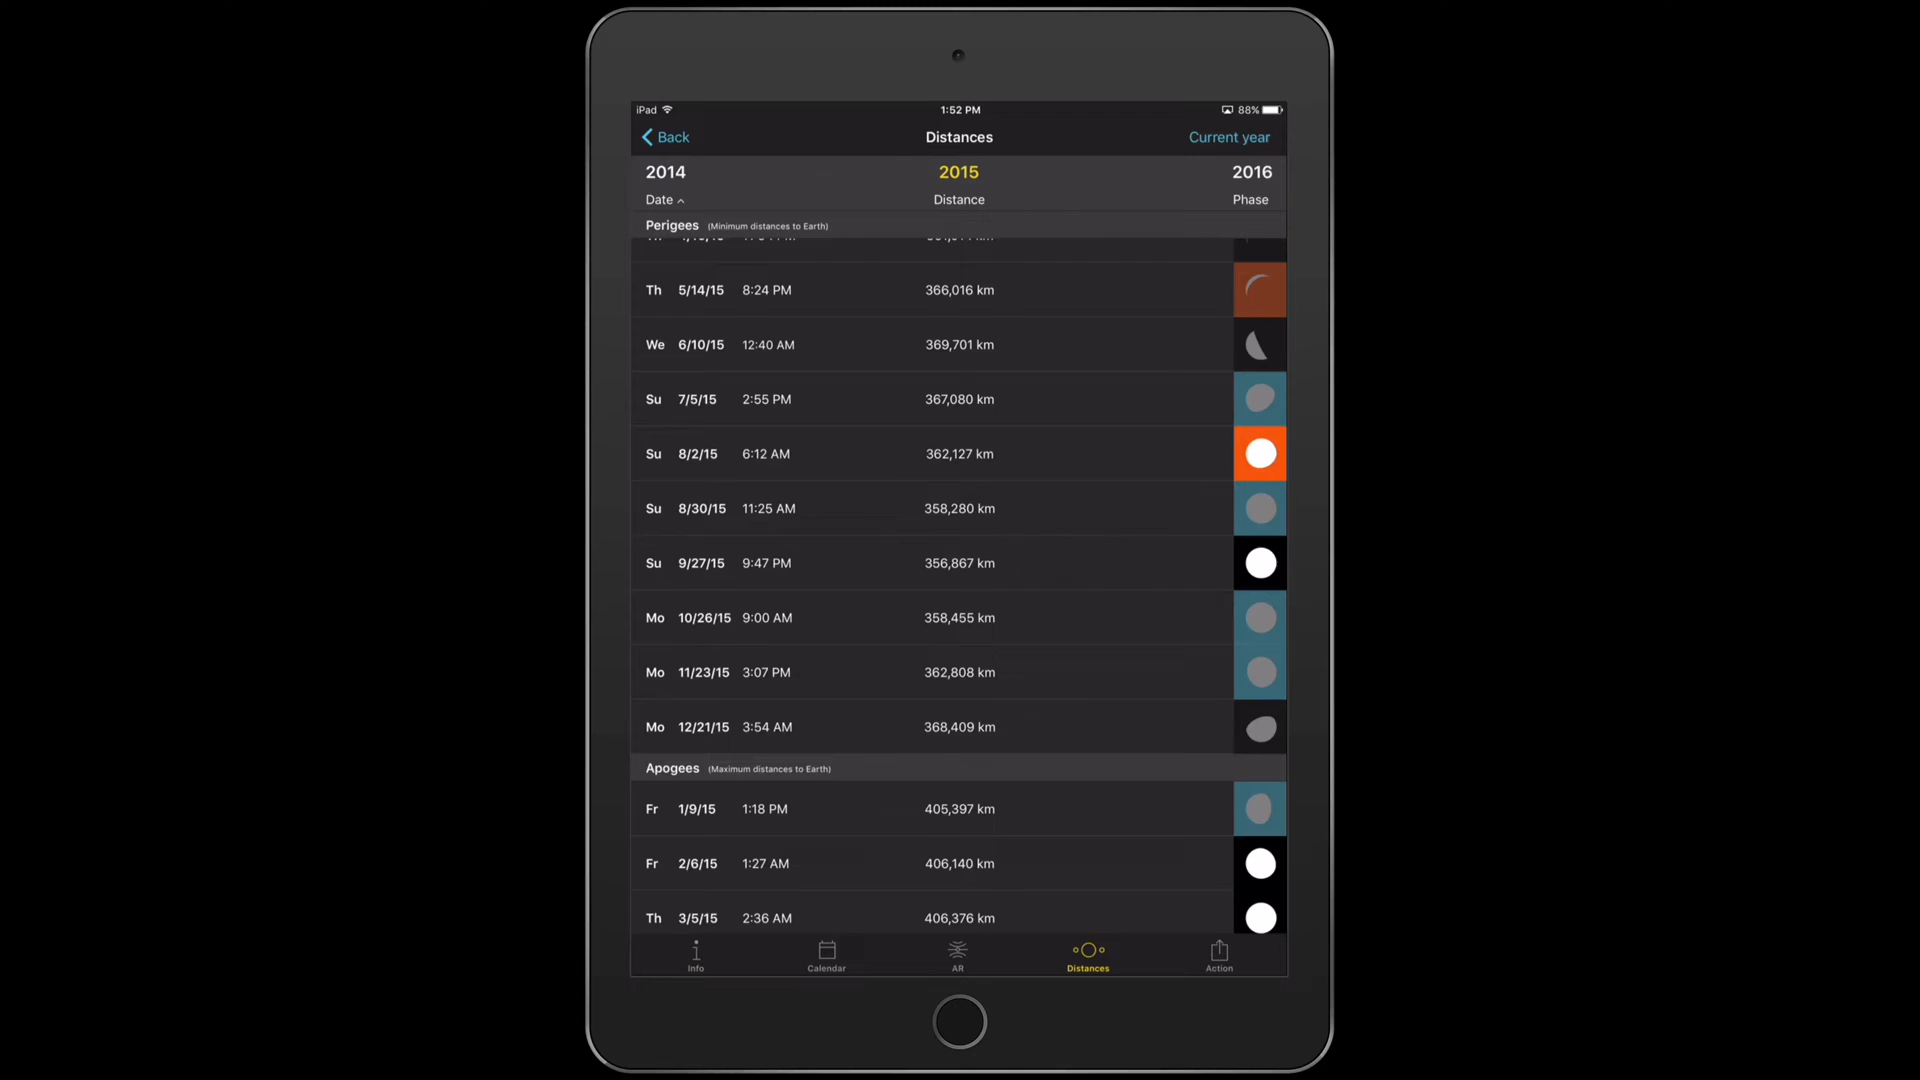 iPad 1:52 PM 88%
Back Distances Current year
2014 2015 2016
Date Distance Phase
Perigees (Minimum distances to Earth)
Th 5/14/15 8:24 PM 366,016 km
We 6/10/15 12:40 AM 369,701 km
Su 7/5/15 2:55 PM 367,080 km
Su 8/2/15 6:12 AM 362,127 km
Su 8/30/15 11:25 AM 358,280 km
Su 9/27/15 9:47 PM 356,867 km
Mo 10/26/15 9:00 AM 358,455 km
Mo 11/23/15 3:07 PM 362,808 km
Mo 12/21/15 3:54 AM 368,409 km
Apogees (Maximum distances to Earth)
Fr 1/9/15 1:18 PM 405,397 km
Fr 2/6/15 1:27 AM 406,140 km
Th 3/5/15 2:36 AM 406,376 km
Info Calendar AR Distances Action